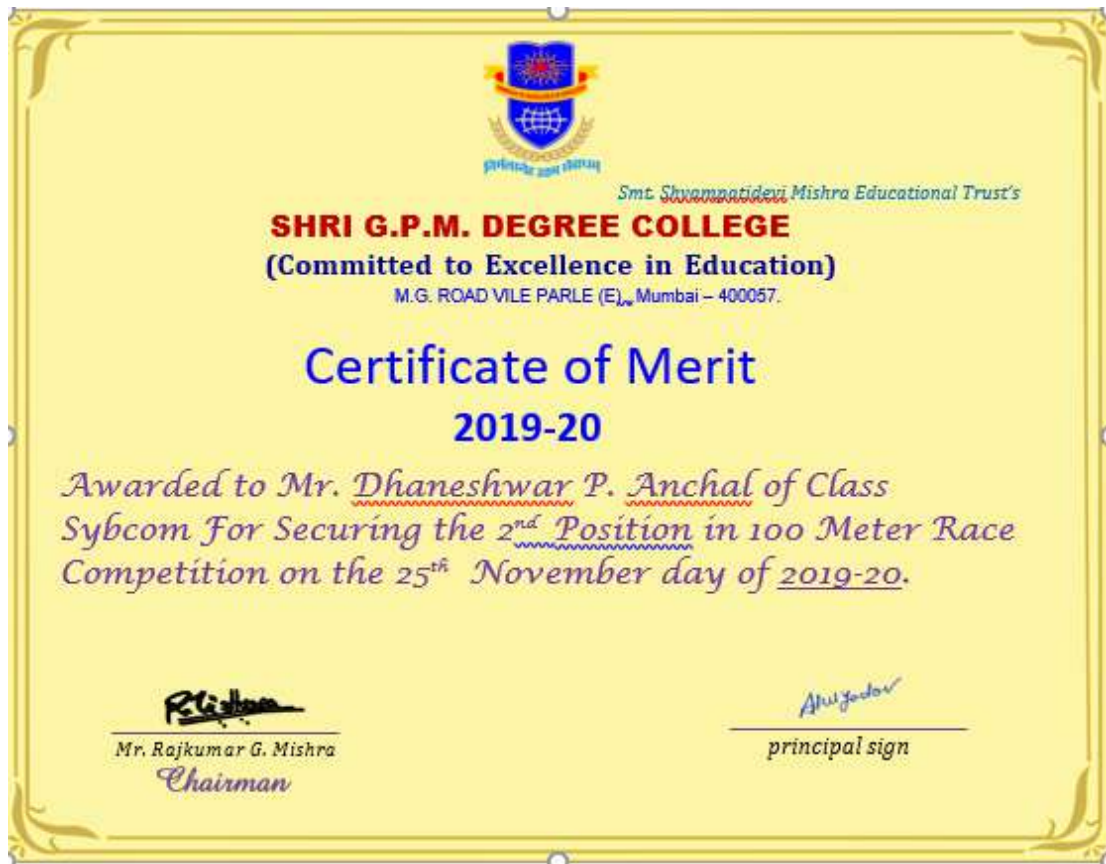 Smt. Shyampatidevi Mishra Educational Trust's
SHRI G.P.M. DEGREE COLLEGE
(Committed to Excellence in Education)
M.G. ROAD VILE PARLE (E), Mumbai – 400057.
Certificate of Merit
2019-20
Awarded to Mr. Dhaneshwar P. Anchal of Class
Sybcom For Securing the 2nd Position in 100 Meter Race
Competition on the 25th November day of 2019-20.
Mr. Rajkumar G. Mishra
principal sign
Chairman